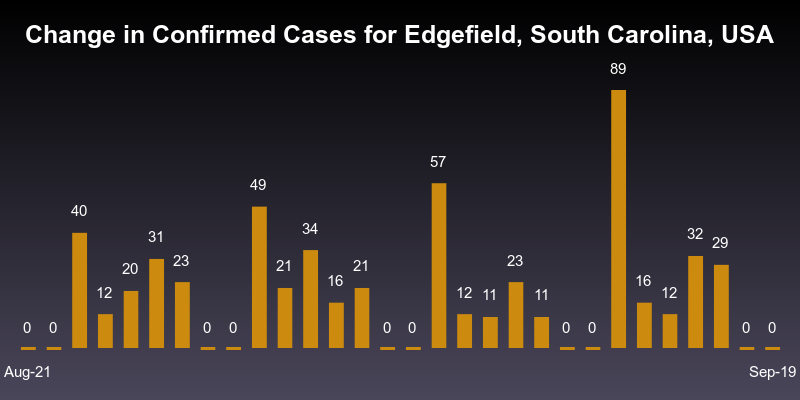 Change in Confirmed Cases for Edgefield, South Carolina, USA
0 0 40 12 20 31 23 0 0 49 21 34 16 21 0 0 57 12 11 23 11 0 0 89 16 12 32 29 0 0
Aug-21 Sep-19